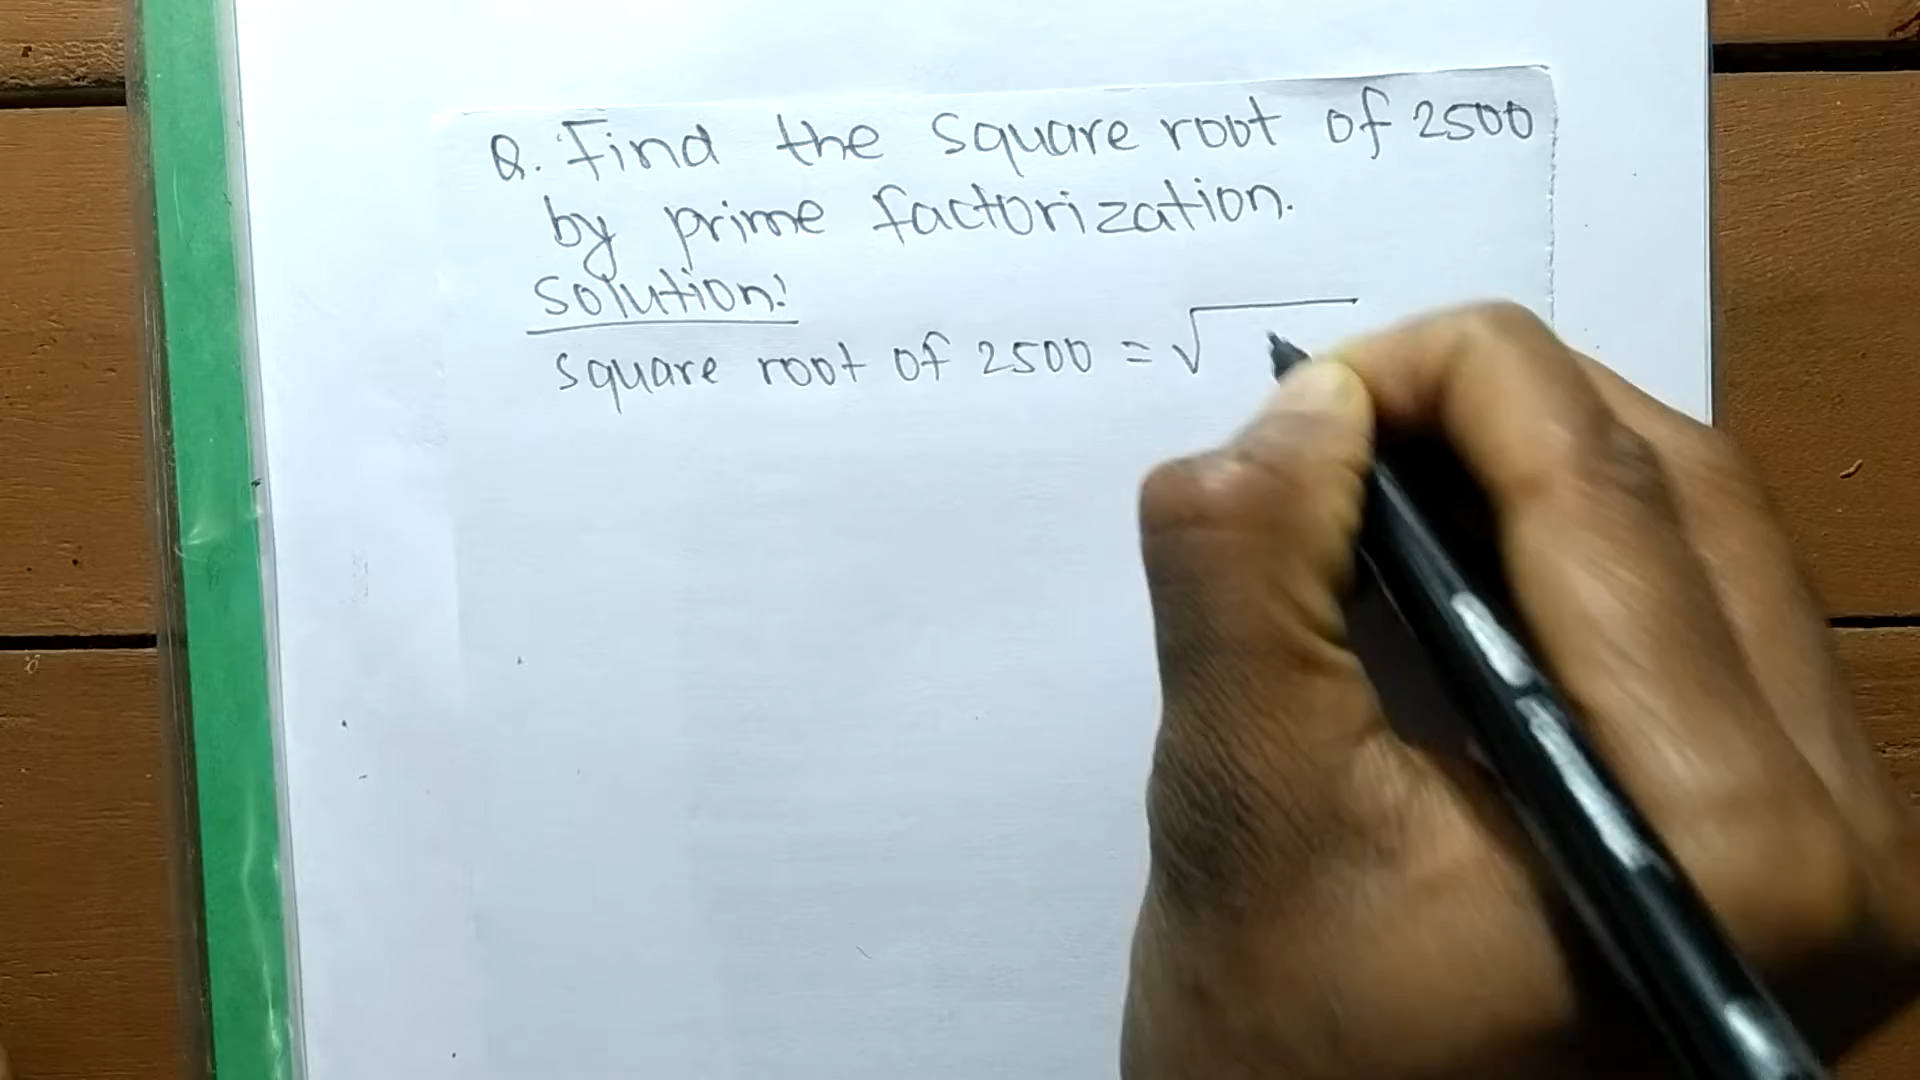 Q. Find the square root of 2500
by prime factorization.
Solution:
square root of 2500 = √